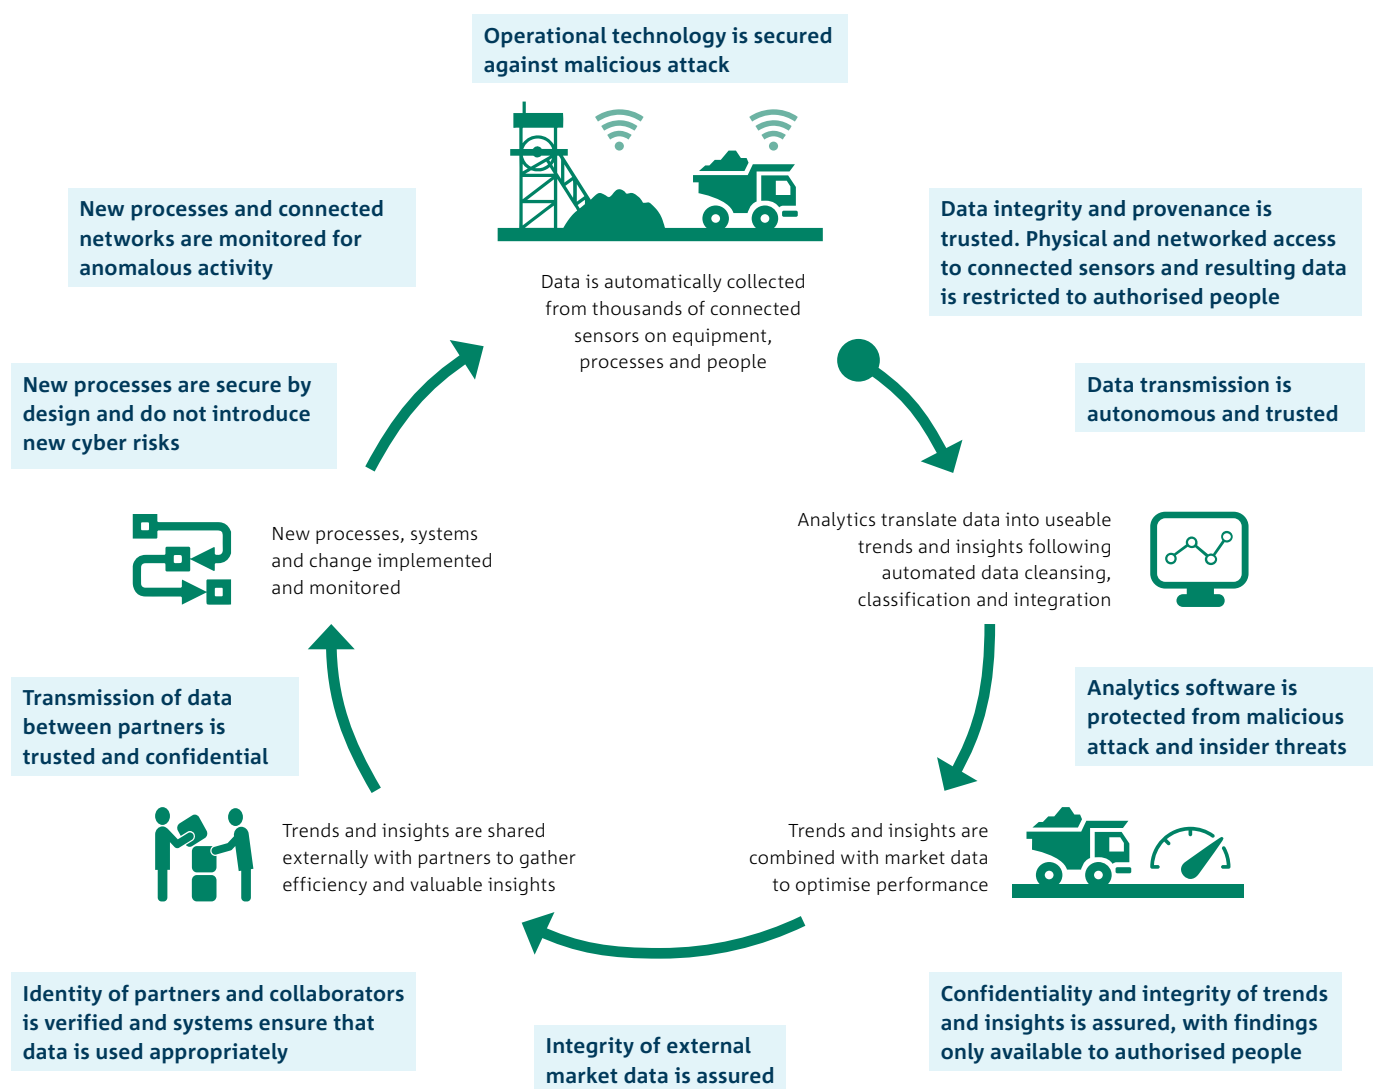 Operational technology is secured
against malicious attack
New processes and connected
networks are monitored for
anomalous activity
Data integrity and provenance is
trusted. Physical and networked access
to connected sensors and resulting data
is restricted to authorised people
Data is automatically collected
from thousands of connected
sensors on equipment,
processes and people
New processes are secure by
design and do not introduce
new cyber risks
Data transmission is
autonomous and trusted
New processes, systems
and change implemented
and monitored
Analytics translate data into useable
trends and insights following
automated data cleansing,
classification and integration
Transmission of data
between partners is
trusted and confidential
Analytics software is
protected from malicious
attack and insider threats
Trends and insights are shared
externally with partners to gather
efficiency and valuable insights
Trends and insights are
combined with market data
to optimise performance
Identity of partners and collaborators
is verified and systems ensure that
data is used appropriately
Integrity of external
market data is assured
Confidentiality and integrity of trends
and insights is assured, with findings
only available to authorised people